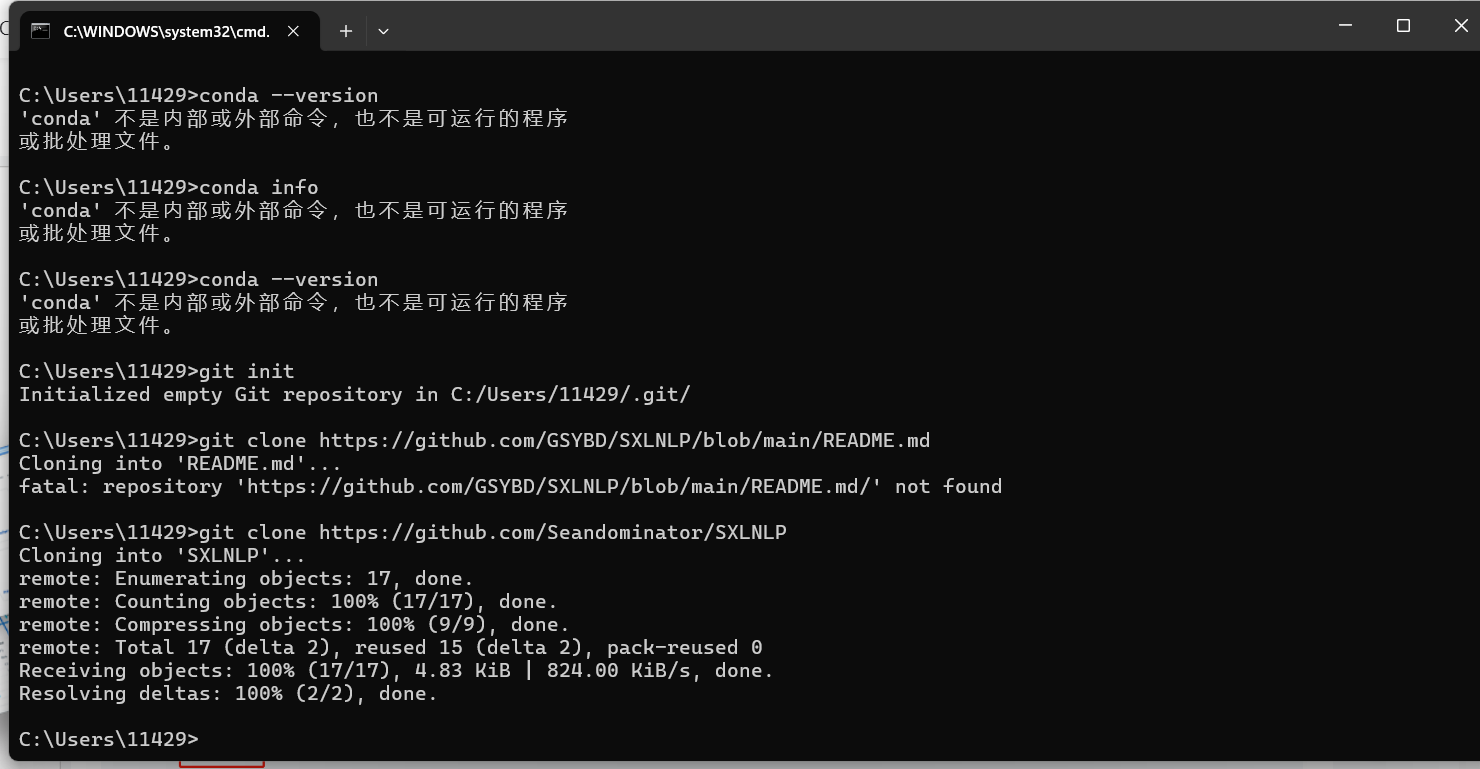 C:\WINDOWS\system32\cmd.
C:\Users\11429>conda --version
'conda' 不是内部或外部命令，也不是可运行的程序
或批处理文件。
C:\Users\11429>conda info
'conda' 不是内部或外部命令，也不是可运行的程序
或批处理文件。
C:\Users\11429>conda --version
'conda' 不是内部或外部命令，也不是可运行的程序
或批处理文件。
C:\Users\11429>git init
Initialized empty Git repository in C:/Users/11429/.git/
C:\Users\11429>git clone https://github.com/GSYBD/SXLNLP/blob/main/README.md
Cloning into 'README.md'...
fatal: repository 'https://github.com/GSYBD/SXLNLP/blob/main/README.md/' not found
C:\Users\11429>git clone https://github.com/Seandominator/SXLNLP
Cloning into 'SXLNLP'...
remote: Enumerating objects: 17, done.
remote: Counting objects: 100% (17/17), done.
remote: Compressing objects: 100% (9/9), done.
remote: Total 17 (delta 2), reused 15 (delta 2), pack-reused 0
Receiving objects: 100% (17/17), 4.83 KiB | 824.00 KiB/s, done.
Resolving deltas: 100% (2/2), done.
C:\Users\11429>